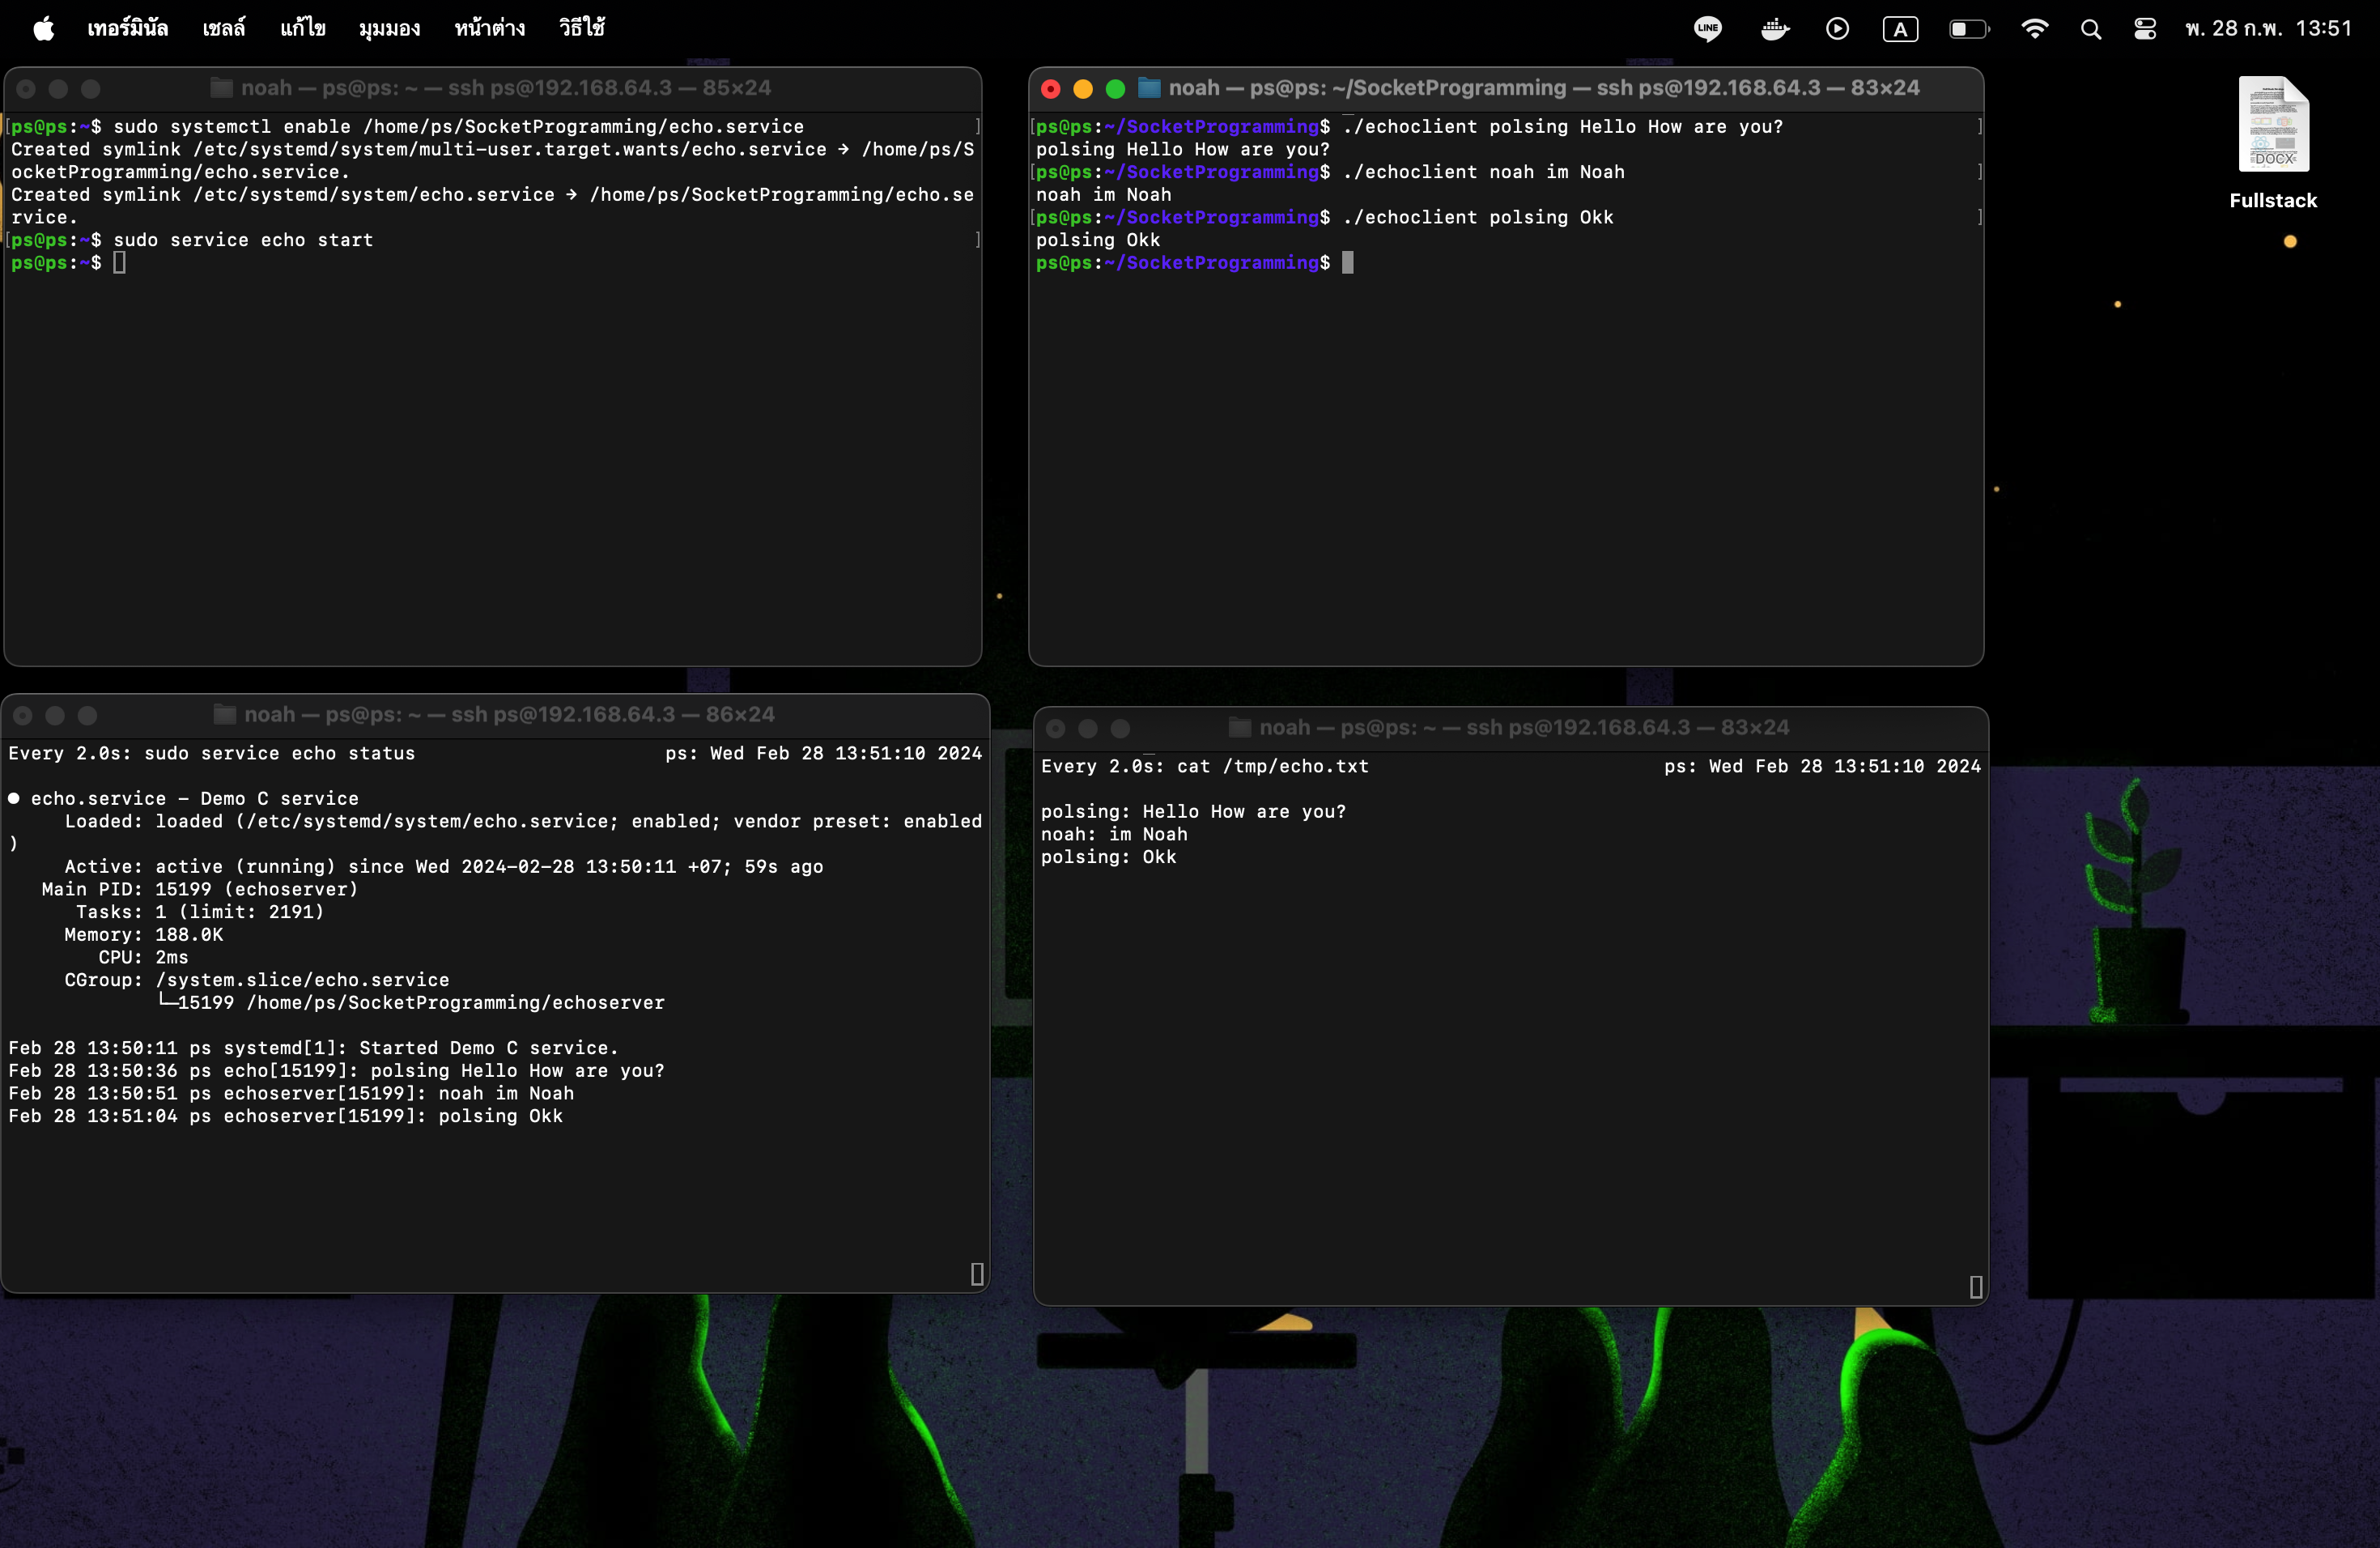 เทอร์มินัล เชลล์ แก้ไข มุมมอง หน้าต่าง วิธีใช้ LINE A พ. 28 ก.พ. 13:51
noah — ps@ps: ~ — ssh ps@192.168.64.3 — 85×24
[ps@ps:~$ sudo systemctl enable /home/ps/SocketProgramming/echo.service ]
Created symlink /etc/systemd/system/multi-user.target.wants/echo.service → /home/ps/S
ocketProgramming/echo.service.
Created symlink /etc/systemd/system/echo.service → /home/ps/SocketProgramming/echo.se
rvice.
[ps@ps:~$ sudo service echo start ]
ps@ps:~$
noah — ps@ps: ~/SocketProgramming — ssh ps@192.168.64.3 — 83×24
[ps@ps:~/SocketProgramming$ ./echoclient polsing Hello How are you? ]
polsing Hello How are you?
[ps@ps:~/SocketProgramming$ ./echoclient noah im Noah ]
noah im Noah
[ps@ps:~/SocketProgramming$ ./echoclient polsing Okk ]
polsing Okk
ps@ps:~/SocketProgramming$
DOCX
Fullstack
noah — ps@ps: ~ — ssh ps@192.168.64.3 — 86×24
Every 2.0s: sudo service echo status ps: Wed Feb 28 13:51:10 2024
● echo.service - Demo C service
Loaded: loaded (/etc/systemd/system/echo.service; enabled; vendor preset: enabled
)
Active: active (running) since Wed 2024-02-28 13:50:11 +07; 59s ago
Main PID: 15199 (echoserver)
Tasks: 1 (limit: 2191)
Memory: 188.0K
CPU: 2ms
CGroup: /system.slice/echo.service
└─15199 /home/ps/SocketProgramming/echoserver
Feb 28 13:50:11 ps systemd[1]: Started Demo C service.
Feb 28 13:50:36 ps echo[15199]: polsing Hello How are you?
Feb 28 13:50:51 ps echoserver[15199]: noah im Noah
Feb 28 13:51:04 ps echoserver[15199]: polsing Okk
noah — ps@ps: ~ — ssh ps@192.168.64.3 — 83×24
Every 2.0s: cat /tmp/echo.txt ps: Wed Feb 28 13:51:10 2024
polsing: Hello How are you?
noah: im Noah
polsing: Okk